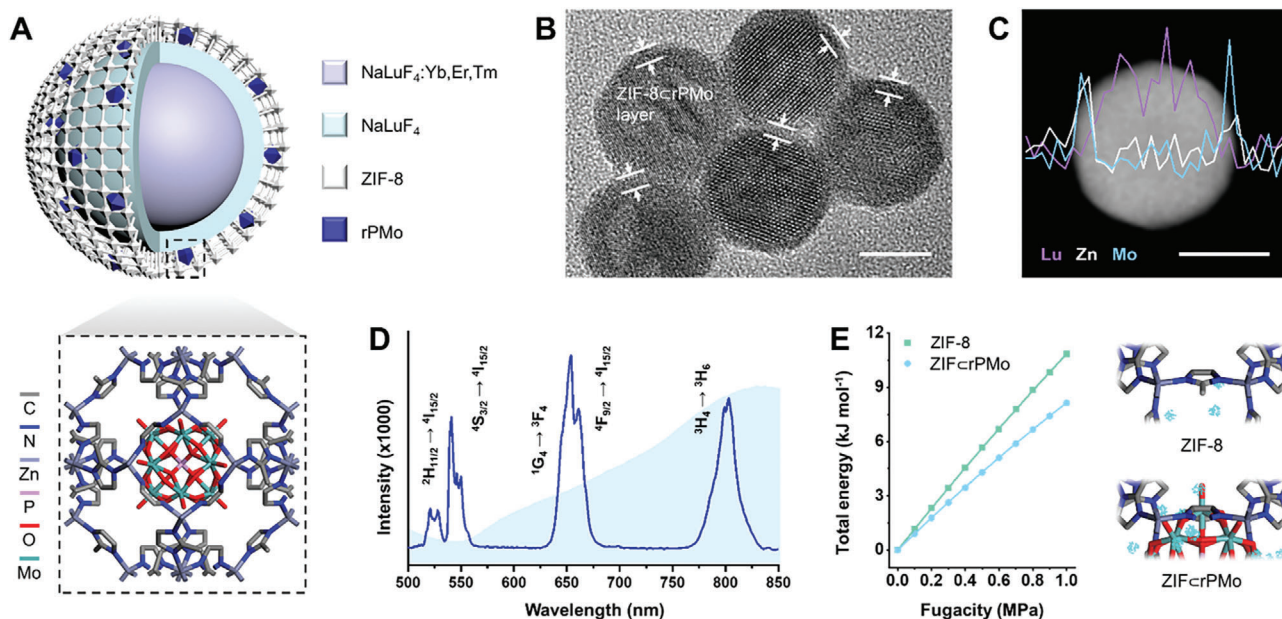 A
NaLuF₄:Yb,Er,Tm
NaLuF₄
ZIF-8
rPMo
C
N
Zn
P
O
Mo
B
ZIF-8⊂rPMo
layer
C
Lu Zn Mo
D
Intensity (x1000)
²H₁₁/₂ → ⁴I₁₅/₂
⁴S₃/₂ → ⁴I₁₅/₂
¹G₄ → ³F₄
⁴F₉/₂ → ⁴I₁₅/₂
³H₄ → ³H₆
500 550 600 650 700 750 800 850
Wavelength (nm)
E
Total energy (kJ mol⁻¹)
12
9
6
3
0
ZIF-8
ZIF⊂rPMo
0.0 0.2 0.4 0.6 0.8 1.0
Fugacity (MPa)
ZIF-8
ZIF⊂rPMo